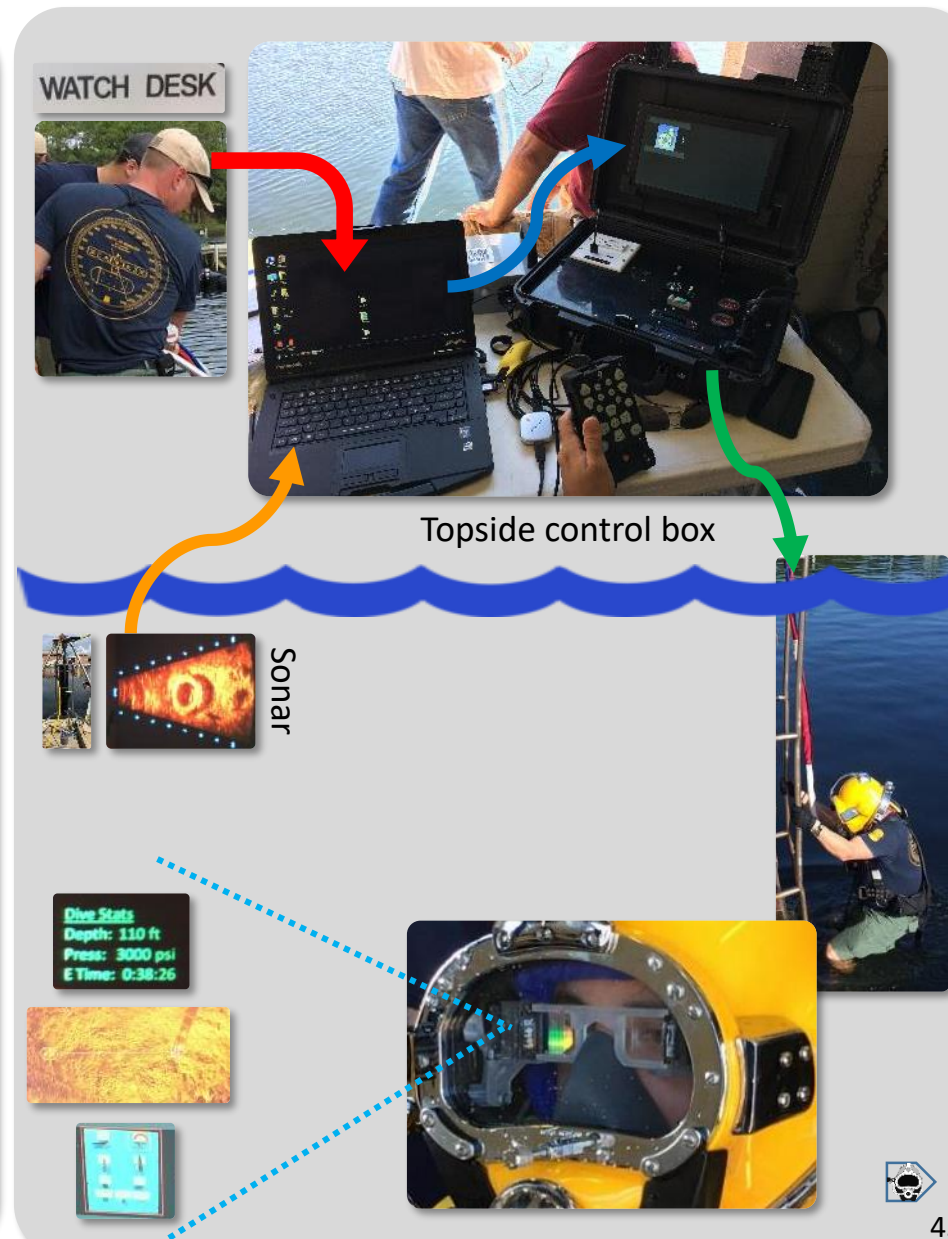 WATCH DESK
Topside control box
Sonar
Dive Stats
Depth: 110 ft
Press: 3000 psi
E Time: 0:38:26
4